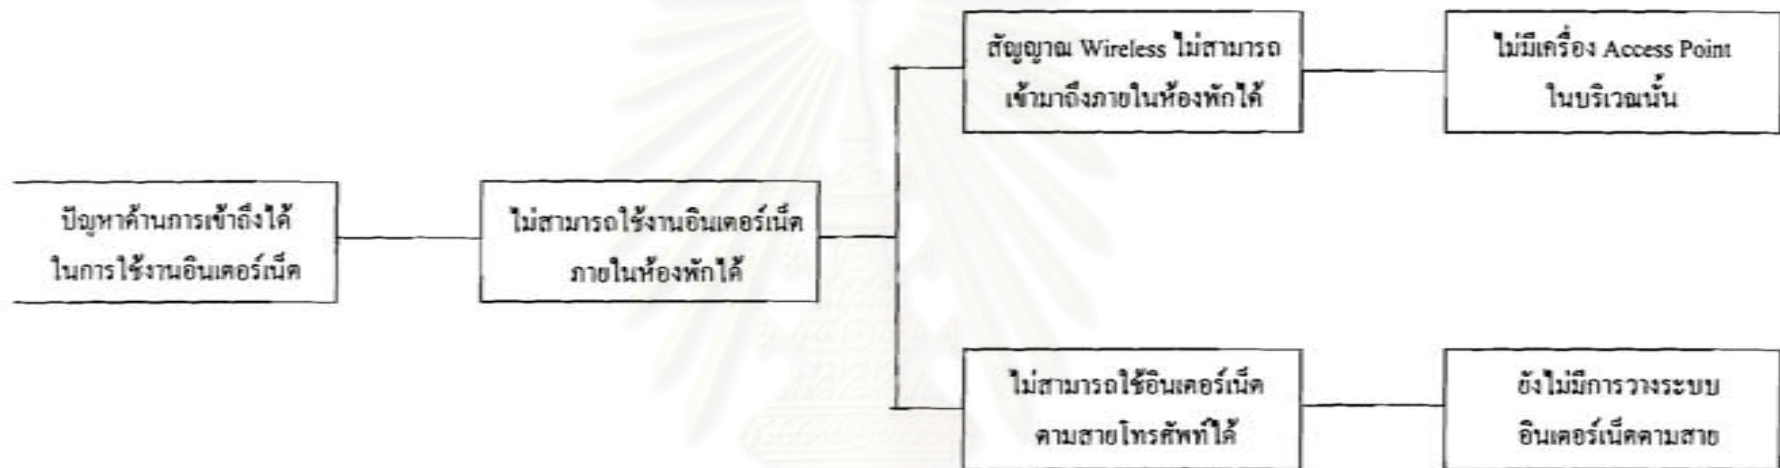 สัญญาณ Wireless ไม่สามารถ
เข้ามาถึงภายในห้องพักได้
ไม่มีเครื่อง Access Point
ในบริเวณนั้น
ปัญหาด้านการเข้าถึงได้
ในการใช้งานอินเตอร์เน็ต
ไม่สามารถใช้งานอินเตอร์เน็ต
ภายในห้องพักได้
ไม่สามารถใช้อินเตอร์เน็ต
ตามสายโทรศัพท์ได้
ยังไม่มีการวางระบบ
อินเตอร์เน็ตตามสาย